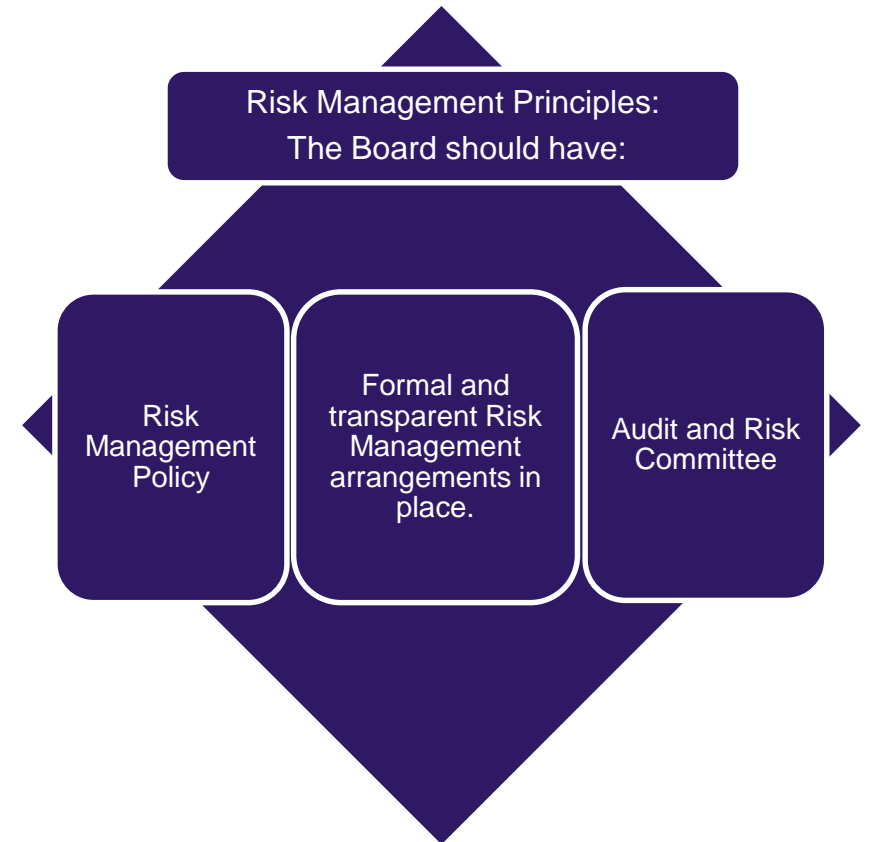 Risk Management Principles:
The Board should have:
Risk
Management
Policy
Formal and
transparent Risk
Management
arrangements in
place.
Audit and Risk
Committee